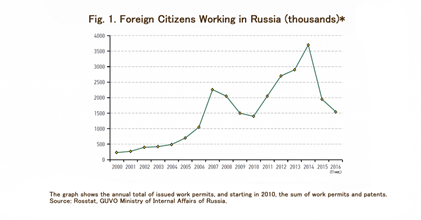 Fig. 1. Foreign Citizens Working in Russia (thousands)*
4000
3500
3000
2500
2000
1500
1000
500
0
2000 2001 2002 2003 2004 2005 2006 2007 2008 2009 2010 2011 2012 2013 2014 2015 2016
(Year)
The graph shows the annual total of issued work permits, and starting in 2010, the sum of work permits and patents.
Source: Rosstat, GUVO Ministry of Internal Affairs of Russia.